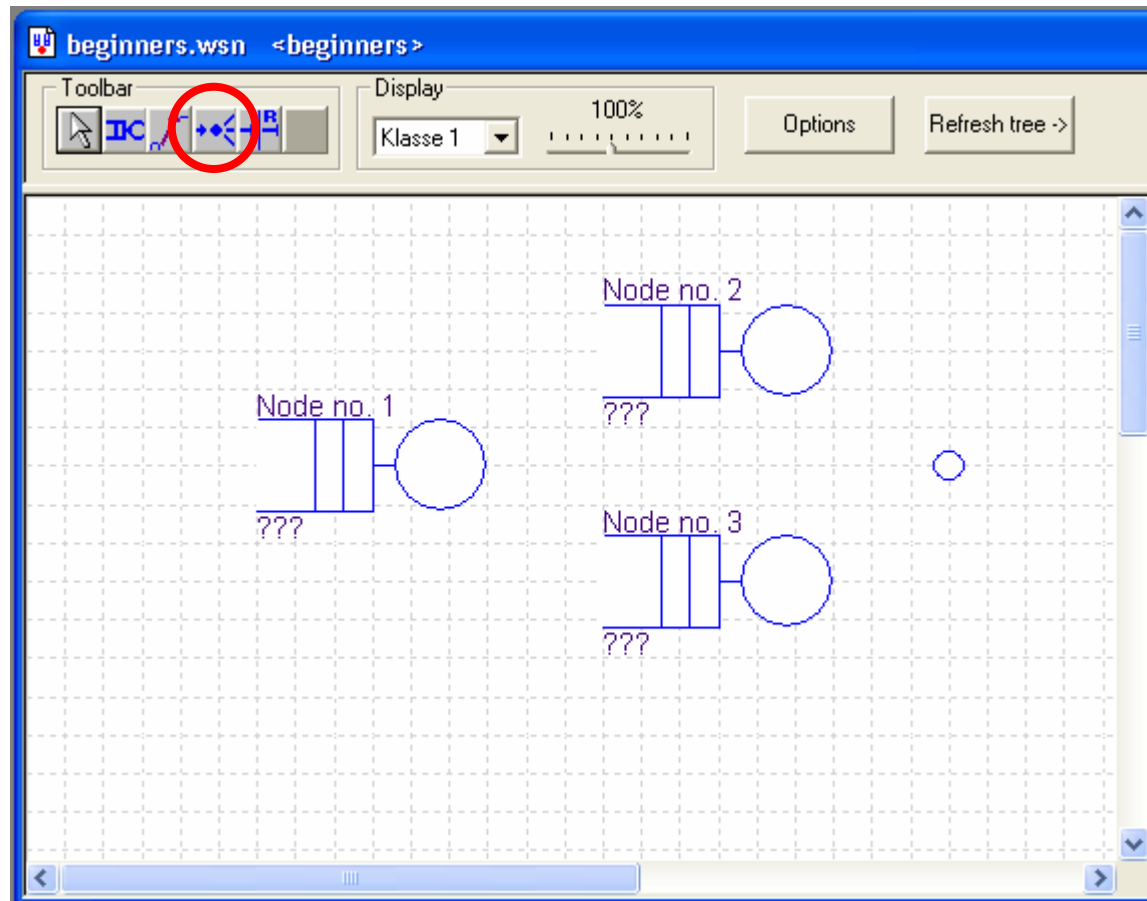 beginners.wsn <beginners>
Toolbar
Display
R
Klasse 1
100%
Options
Refresh tree ->
Node no. 2
???
Node no. 1
???
Node no. 3
???